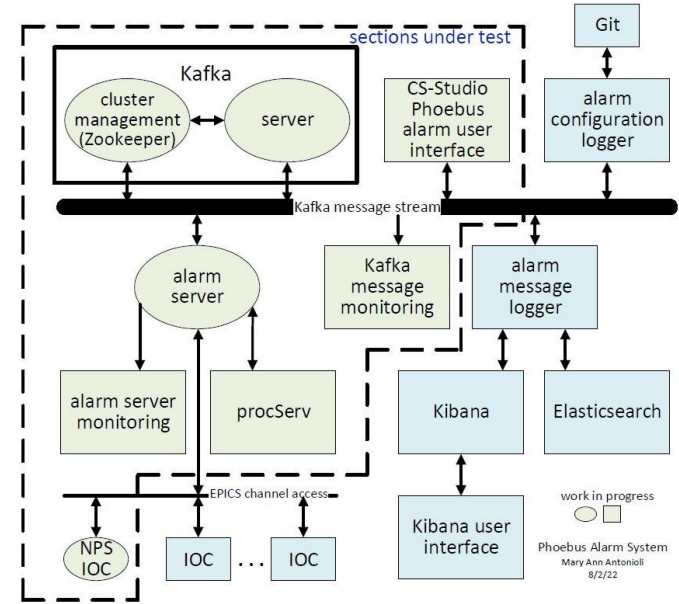 sections under test
Git
Kafka
cluster
management
(Zookeeper)
server
CS-Studio
Phoebus
alarm user
interface
alarm
configuration
logger
Kafka message stream
alarm
server
Kafka
message
monitoring
alarm
message
logger
alarm server
monitoring
procServ
Kibana
Elasticsearch
EPICS channel access
NPS
IOC
IOC
...
IOC
Kibana user
interface
work in progress
Phoebus Alarm System
Mary Ann Antonioli
8/2/22